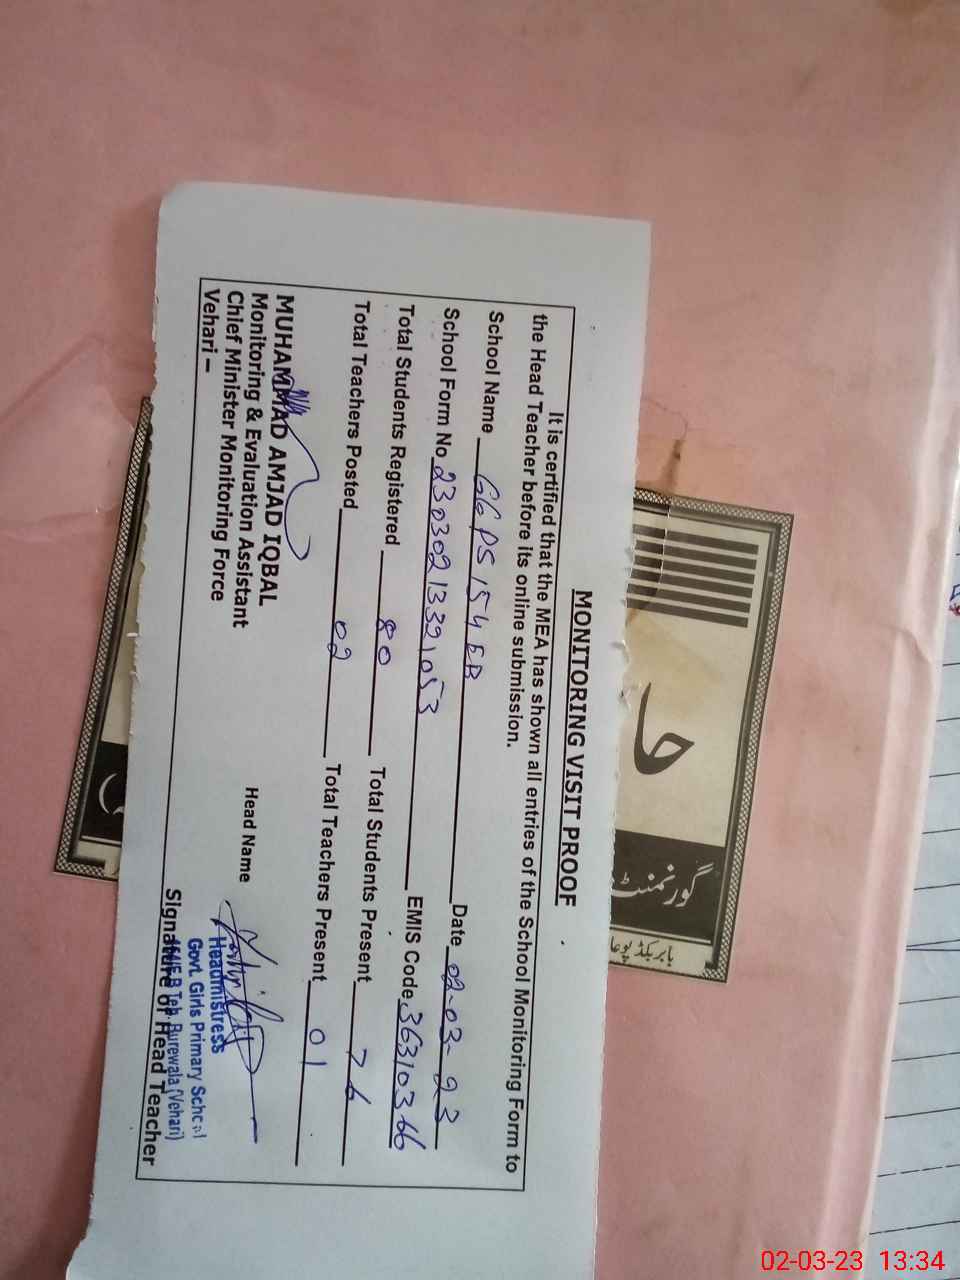 MONITORING VISIT PROOF
It is certified that the MEA has shown all entries of the School Monitoring Form to
the Head Teacher before its online submission.
School Name GGPS 154 EB Date 02-03-23
School Form No 23030213321053 EMIS Code 36310366
Total Students Registered 80 Total Students Present 76
Total Teachers Posted 02 Total Teachers Present 01
MUHAMMAD AMJAD IQBAL
Monitoring & Evaluation Assistant
Chief Minister Monitoring Force
Vehari –
Head Name
Headmistress
Govt. Girls Primary School
Teh. Burewala (Vehari)
Signature of Head Teacher
حا
گورنمنٹ
02-03-23 13:34